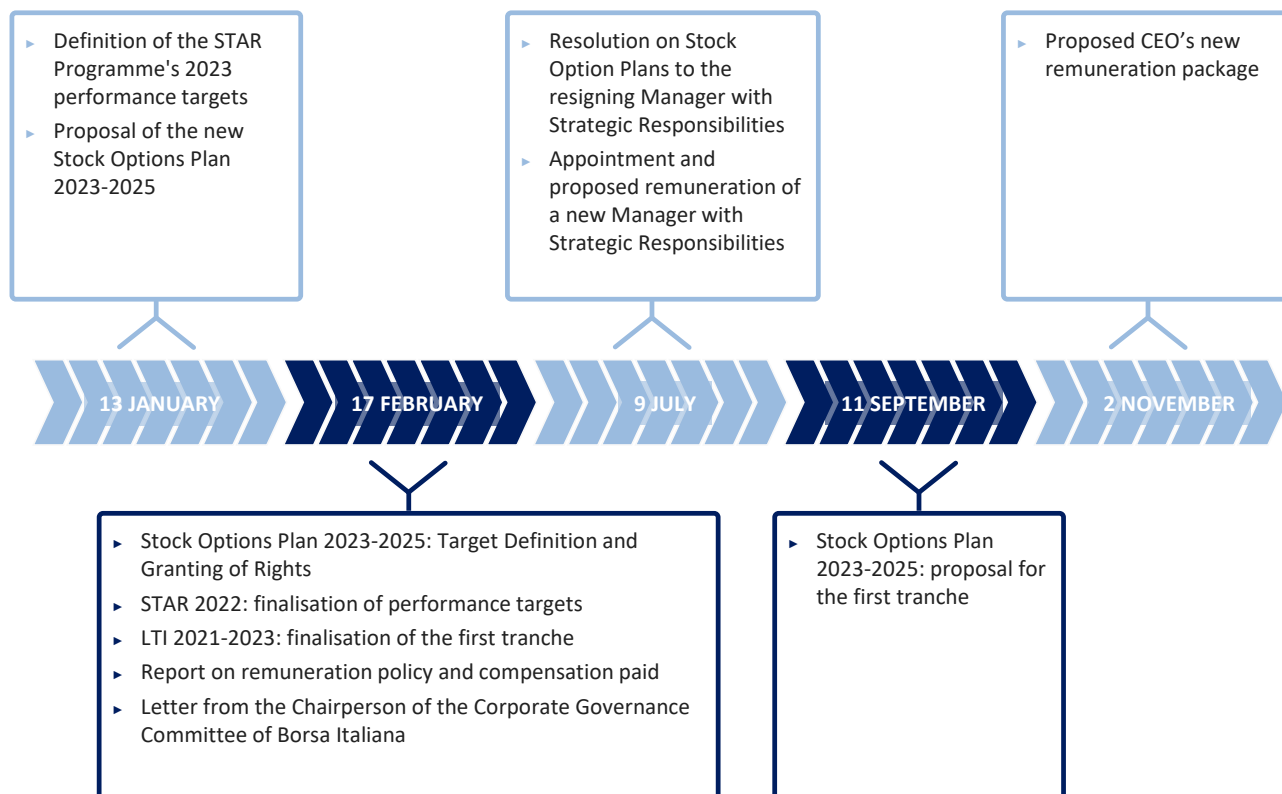 ► Definition of the STAR
Programme's 2023
performance targets
► Proposal of the new
Stock Options Plan
2023-2025
► Resolution on Stock
Option Plans to the
resigning Manager with
Strategic Responsibilities
► Appointment and
proposed remuneration of
a new Manager with
Strategic Responsibilities
► Proposed CEO’s new
remuneration package
13 JANUARY
17 FEBRUARY
9 JULY
11 SEPTEMBER
2 NOVEMBER
► Stock Options Plan 2023-2025: Target Definition and
Granting of Rights
► STAR 2022: finalisation of performance targets
► LTI 2021-2023: finalisation of the first tranche
► Report on remuneration policy and compensation paid
► Letter from the Chairperson of the Corporate Governance
Committee of Borsa Italiana
► Stock Options Plan
2023-2025: proposal for
the first tranche